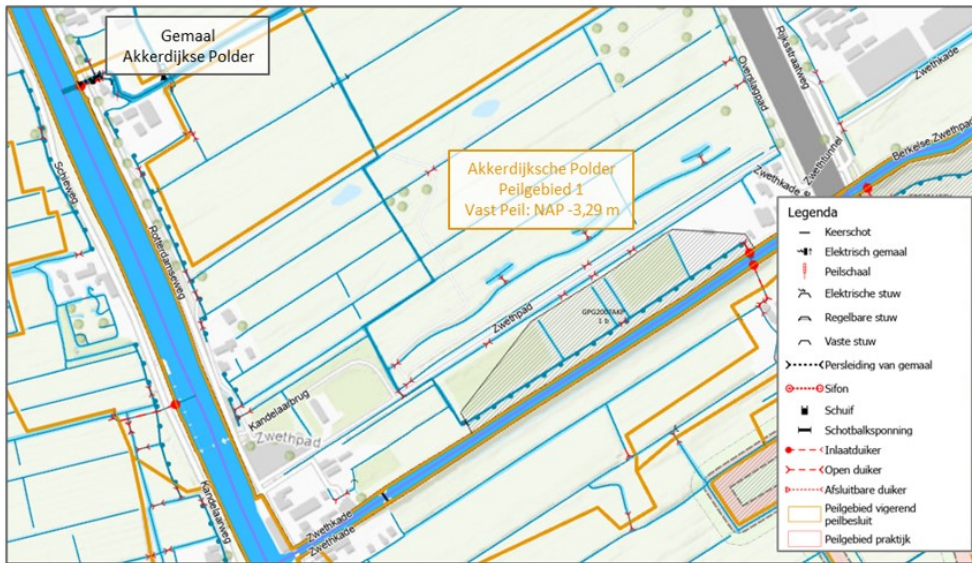 Gemaal
Akkerdijkse Polder
Akkerdijksche Polder
Peilgebied 1
Vast Peil: NAP -3,29 m
Schieweg
Rotterdamseweg
Overslagpad
Rijksstraatweg
Zwethkade
Zwethtunnel
Berkelse Zwethpad
Zwethkade
Zwethpad
1 b
Kandelaarbrug
Zwethpad
Kandelaarweg
Zwethkade
Zwethkade
Legenda
Keerschot
Elektrisch gemaal
Peilschaal
Elektrische stuw
Regelbare stuw
Vaste stuw
Persleiding van gemaal
Sifon
Schuif
Schotbalksponning
Inlaatduiker
Open duiker
Afsluitbare duiker
Peilgebied vigerend
peilbesluit
Peilgebied praktijk